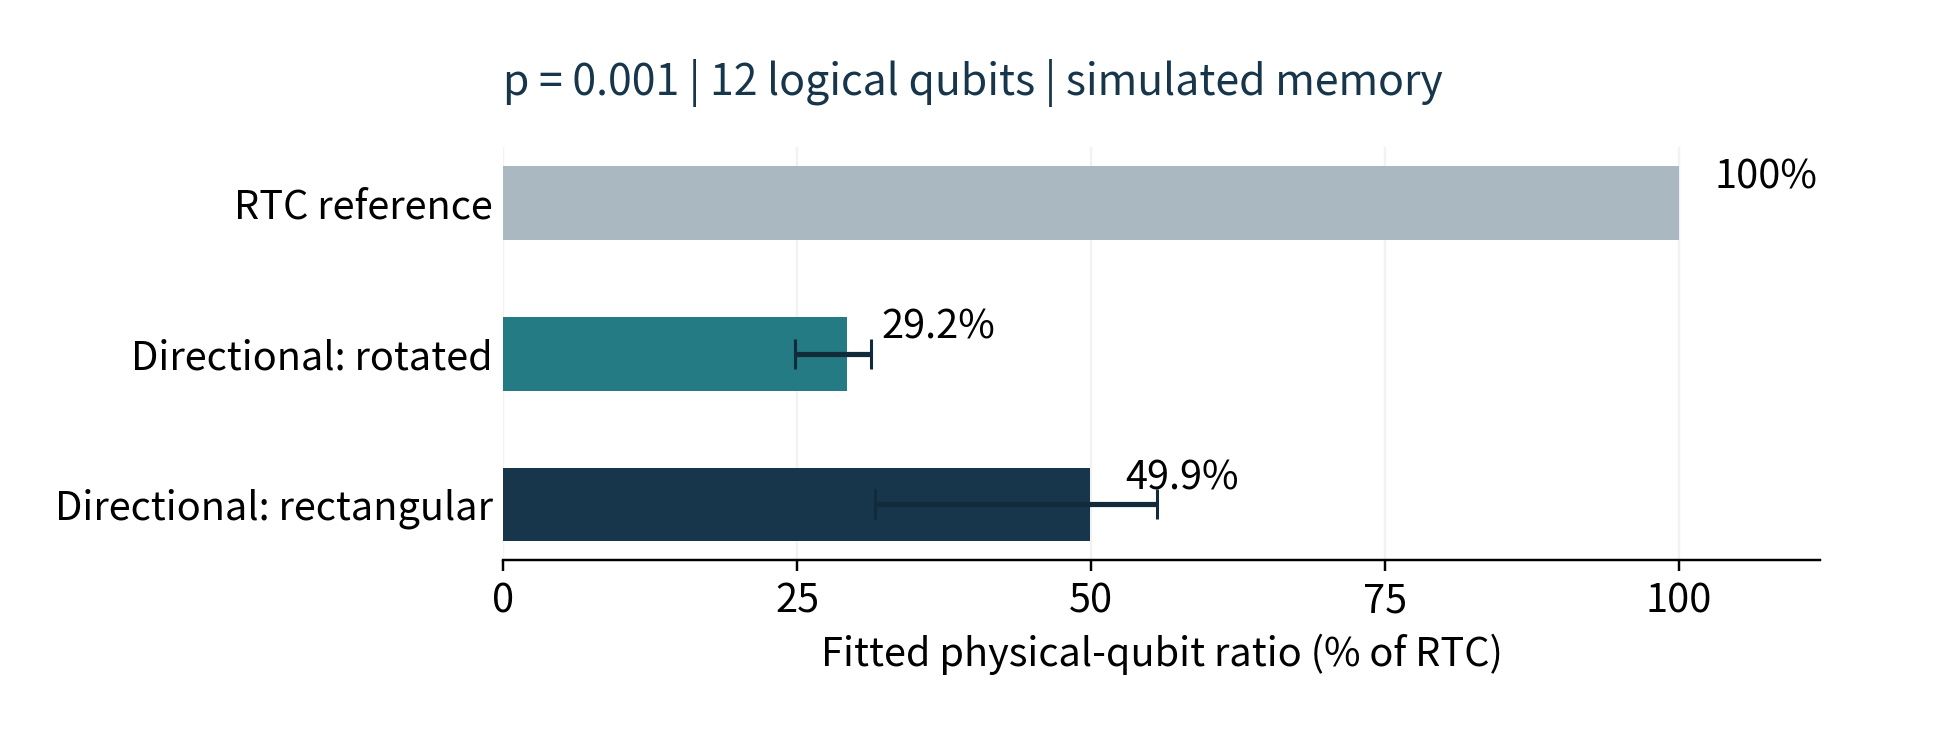 p = 0.001 | 12 logical qubits | simulated memory
RTC reference
100%
Directional: rotated
29.2%
Directional: rectangular
49.9%
0 25 50 75 100
Fitted physical-qubit ratio (% of RTC)